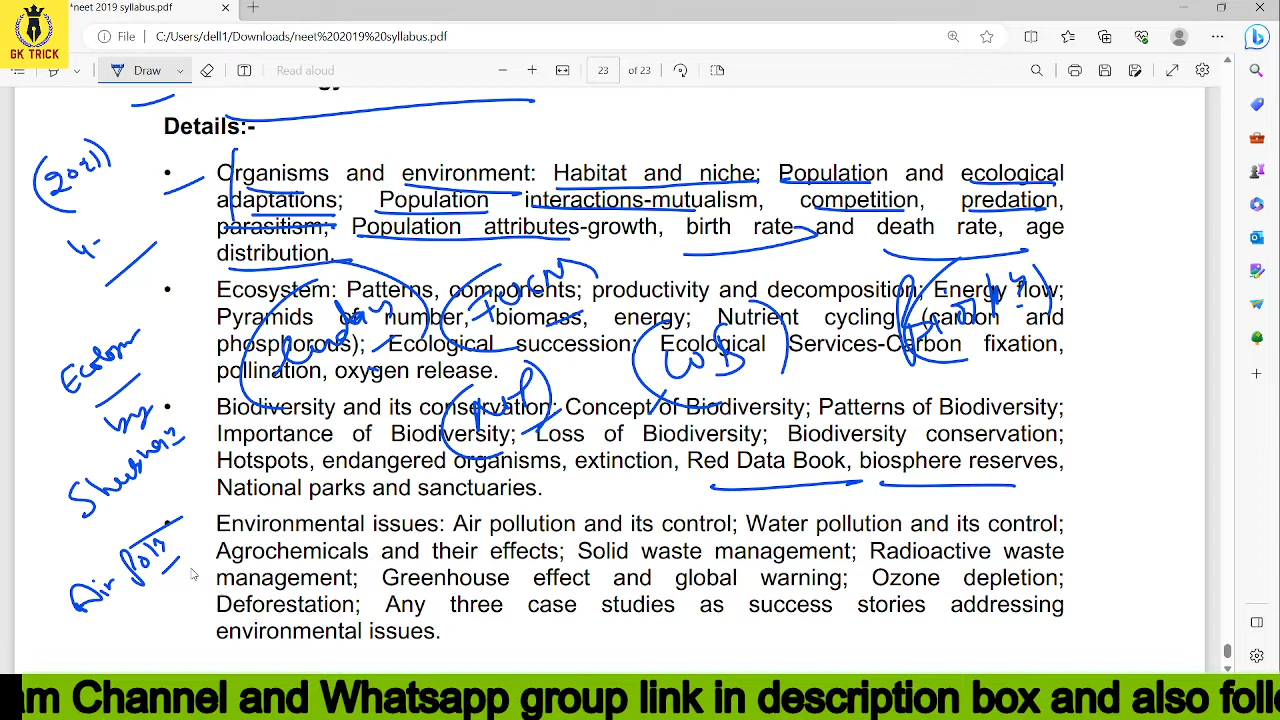 neet 2019 syllabus.pdf
GK TRICK
File C:/Users/dell1/Downloads/neet%202019%20syllabus.pdf
Draw Read aloud 23 of 23
Details:-
• Organisms and environment: Habitat and niche; Population and ecological
adaptations; Population interactions-mutualism, competition, predation,
parasitism; Population attributes-growth, birth rate and death rate, age
distribution.
• Ecosystem: Patterns, components; productivity and decomposition; Energy flow;
Pyramids of number, biomass, energy; Nutrient cycling (carbon and
phosphorous); Ecological succession; Ecological Services-Carbon fixation,
pollination, oxygen release.
• Biodiversity and its conservation; Concept of Biodiversity; Patterns of Biodiversity;
Importance of Biodiversity; Loss of Biodiversity; Biodiversity conservation;
Hotspots, endangered organisms, extinction, Red Data Book, biosphere reserves,
National parks and sanctuaries.
• Environmental issues: Air pollution and its control; Water pollution and its control;
Agrochemicals and their effects; Solid waste management; Radioactive waste
management; Greenhouse effect and global warming; Ozone depletion;
Deforestation; Any three case studies as success stories addressing
environmental issues.
IUCN
by
Air
am Channel and Whatsapp group link in description box and also follo